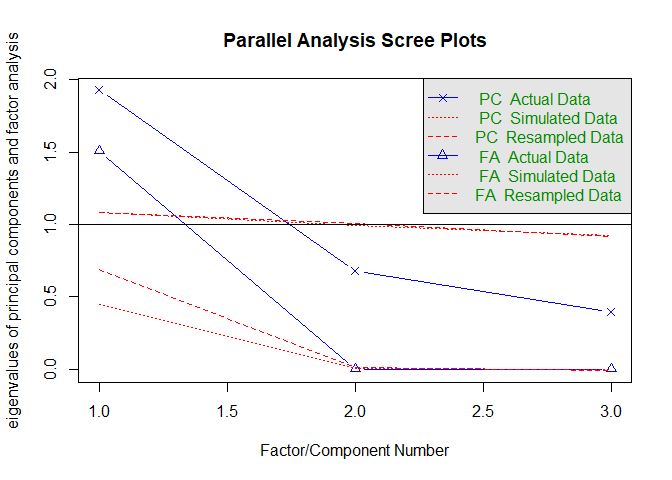 Parallel Analysis Scree Plots
eigenvalues of principal components and factor analysis
2.0
1.5
1.0
0.5
0.0
PC Actual Data
PC Simulated Data
PC Resampled Data
FA Actual Data
FA Simulated Data
FA Resampled Data
1.0 1.5 2.0 2.5 3.0
Factor/Component Number